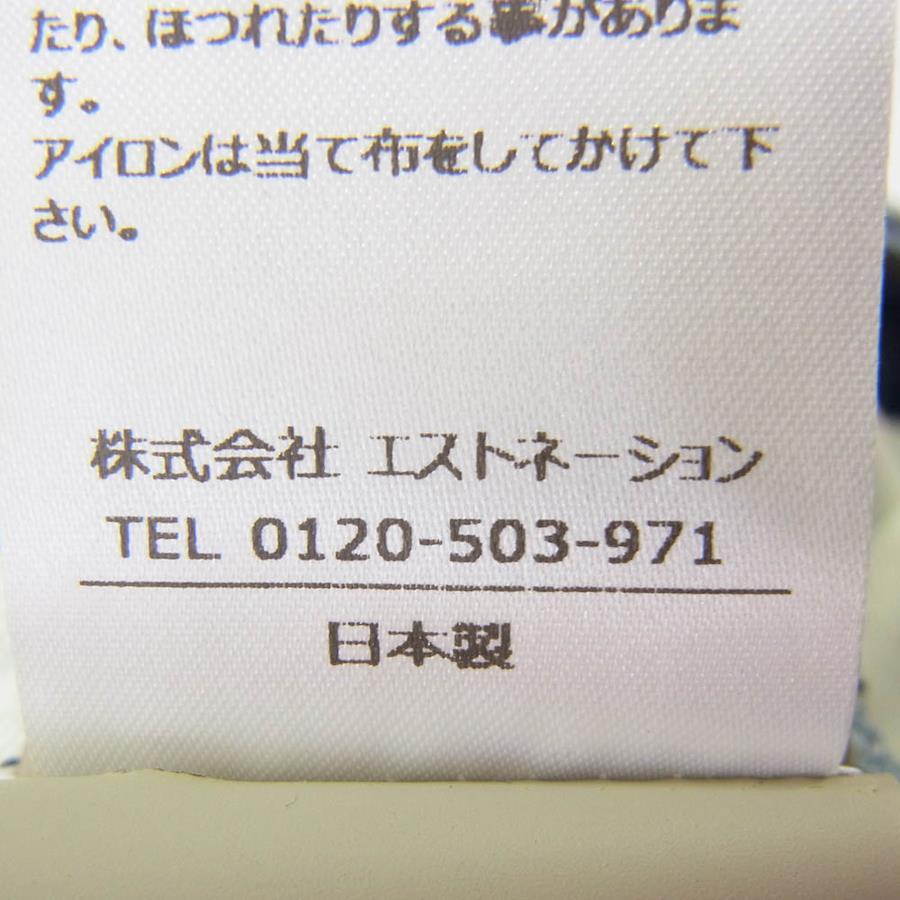 たり、ほつれたりする事がありま
す。
アイロンは当て布をしてかけて下
さい。
株式会社 エストネーション
TEL 0120-503-971
日本製